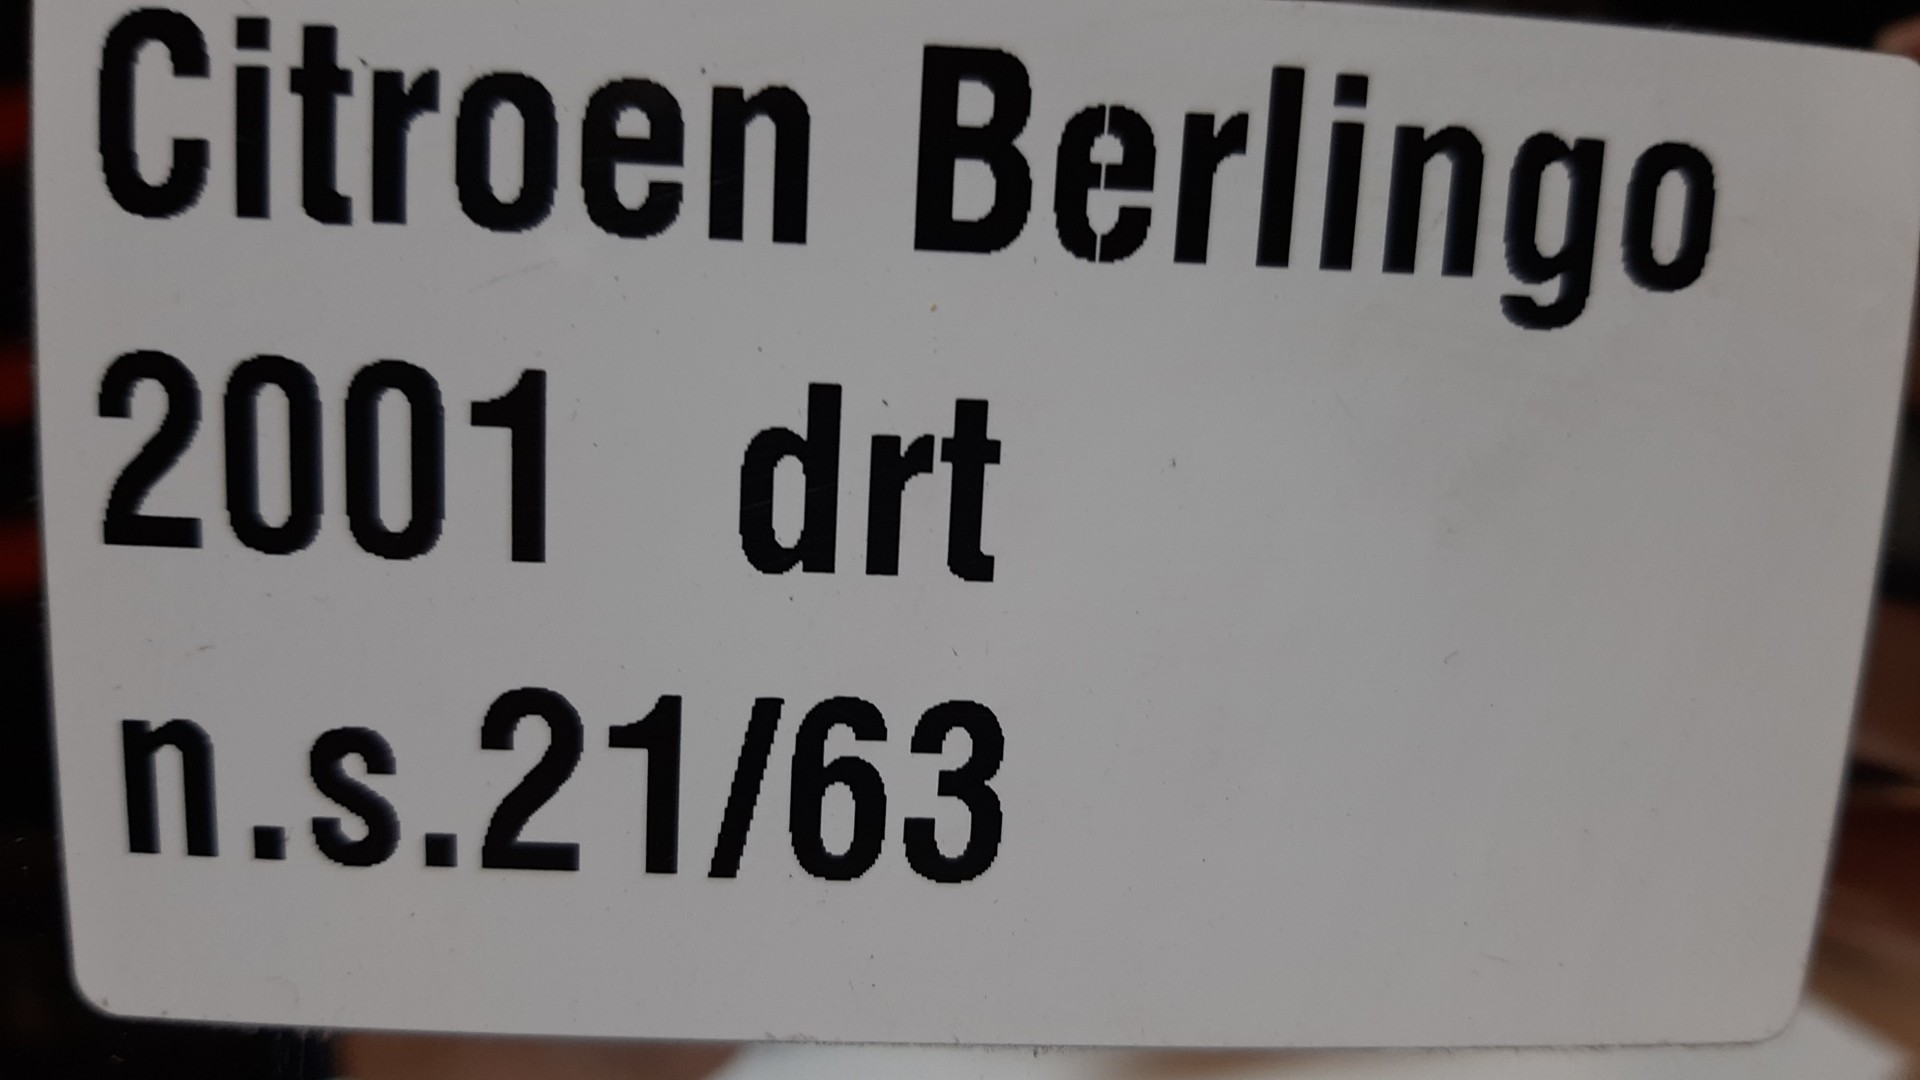 Citroen Berlingo
2001 drt
n.s.21/63